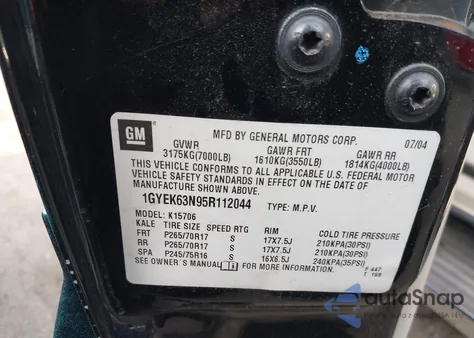 GM
MFD BY GENERAL MOTORS CORP. 07/04
GVWR GAWR FRT GAWR RR
3175KG(7000LB) 1610KG(3550LB) 1814KG(4000LB)
THIS VEHICLE CONFORMS TO ALL APPLICABLE U.S. FEDERAL MOTOR
VEHICLE SAFETY STANDARDS IN EFFECT ON THE DATE OF
MANUFACTURE SHOWN ABOVE.
1GYEK63N95R112044 TYPE: M.P.V.
MODEL: K15706
KALE TIRE SIZE SPEED RTG RIM COLD TIRE PRESSURE
FRT P265/70R17 S 17X7.5J 210KPA(30PSI)
RR P265/70R17 S 17X7.5J 210KPA(30PSI)
SPA P245/75R16 S 16X6.5J 240KPA(35PSI)
SEE OWNER'S MANUAL FOR MORE INFORMATION.
F 447
T 168
autoSnap